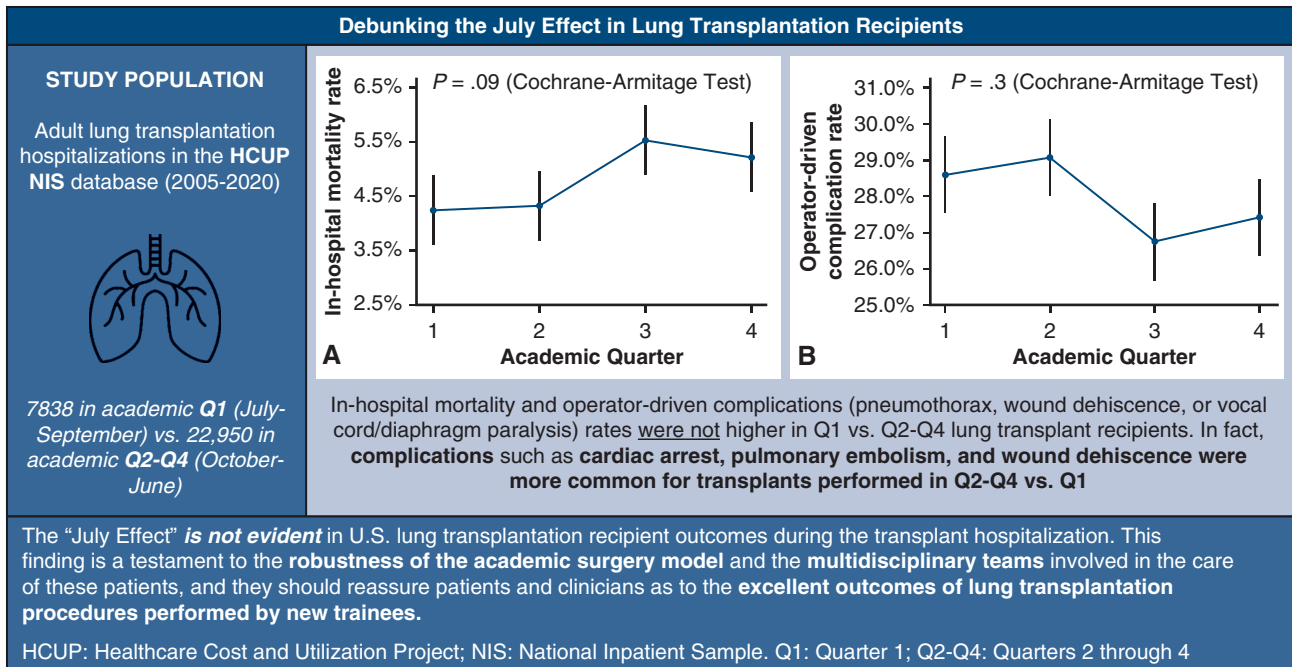 Debunking the July Effect in Lung Transplantation Recipients
STUDY POPULATION
Adult lung transplantation
hospitalizations in the HCUP
NIS database (2005-2020)
7838 in academic Q1 (July-
September) vs. 22,950 in
academic Q2-Q4 (October-
June)
P = .09 (Cochrane-Armitage Test)
In-hospital mortality rate
6.5%
5.5%
4.5%
3.5%
2.5%
1 2 3 4
A
Academic Quarter
P = .3 (Cochrane-Armitage Test)
Operator-driven
complication rate
31.0%
30.0%
29.0%
28.0%
27.0%
26.0%
25.0%
1 2 3 4
B
Academic Quarter
In-hospital mortality and operator-driven complications (pneumothorax, wound dehiscence, or vocal
cord/diaphragm paralysis) rates were not higher in Q1 vs. Q2-Q4 lung transplant recipients. In fact,
complications such as cardiac arrest, pulmonary embolism, and wound dehiscence were
more common for transplants performed in Q2-Q4 vs. Q1
The “July Effect” is not evident in U.S. lung transplantation recipient outcomes during the transplant hospitalization. This
finding is a testament to the robustness of the academic surgery model and the multidisciplinary teams involved in the care
of these patients, and they should reassure patients and clinicians as to the excellent outcomes of lung transplantation
procedures performed by new trainees.
HCUP: Healthcare Cost and Utilization Project; NIS: National Inpatient Sample. Q1: Quarter 1; Q2-Q4: Quarters 2 through 4